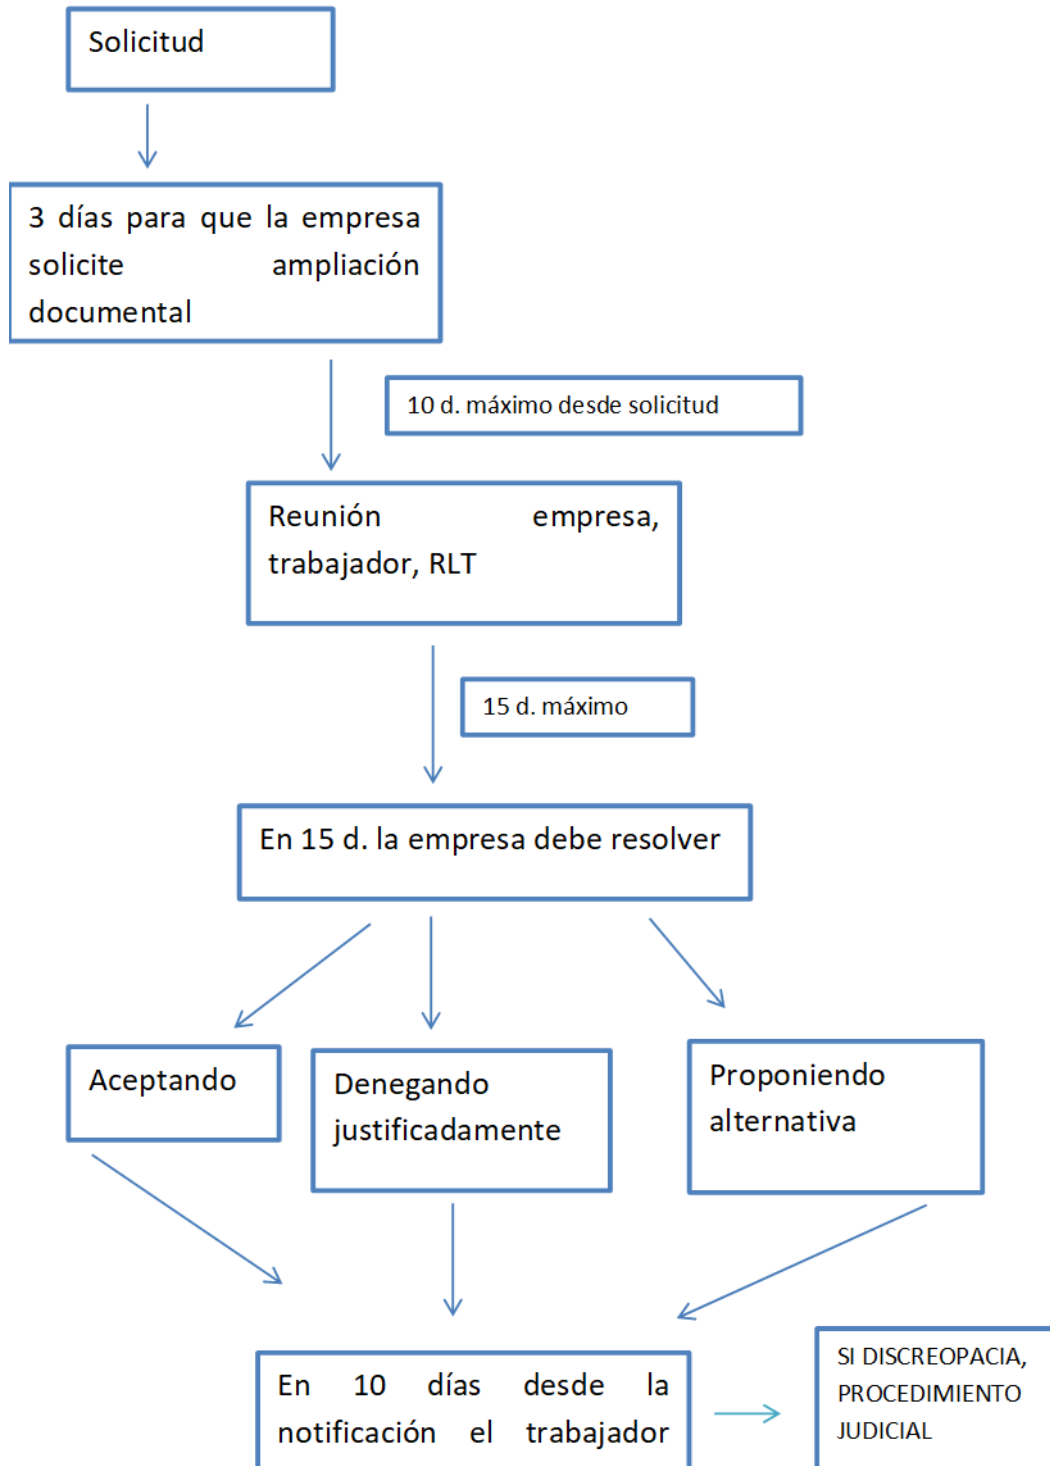 Solicitud
3 días para que la empresa
solicite ampliación
documental
10 d. máximo desde solicitud
Reunión empresa,
trabajador, RLT
15 d. máximo
En 15 d. la empresa debe resolver
Aceptando
Denegando
justificadamente
Proponiendo
alternativa
En 10 días desde la
notificación el trabajador
SI DISCREOPACIA,
PROCEDIMIENTO
JUDICIAL